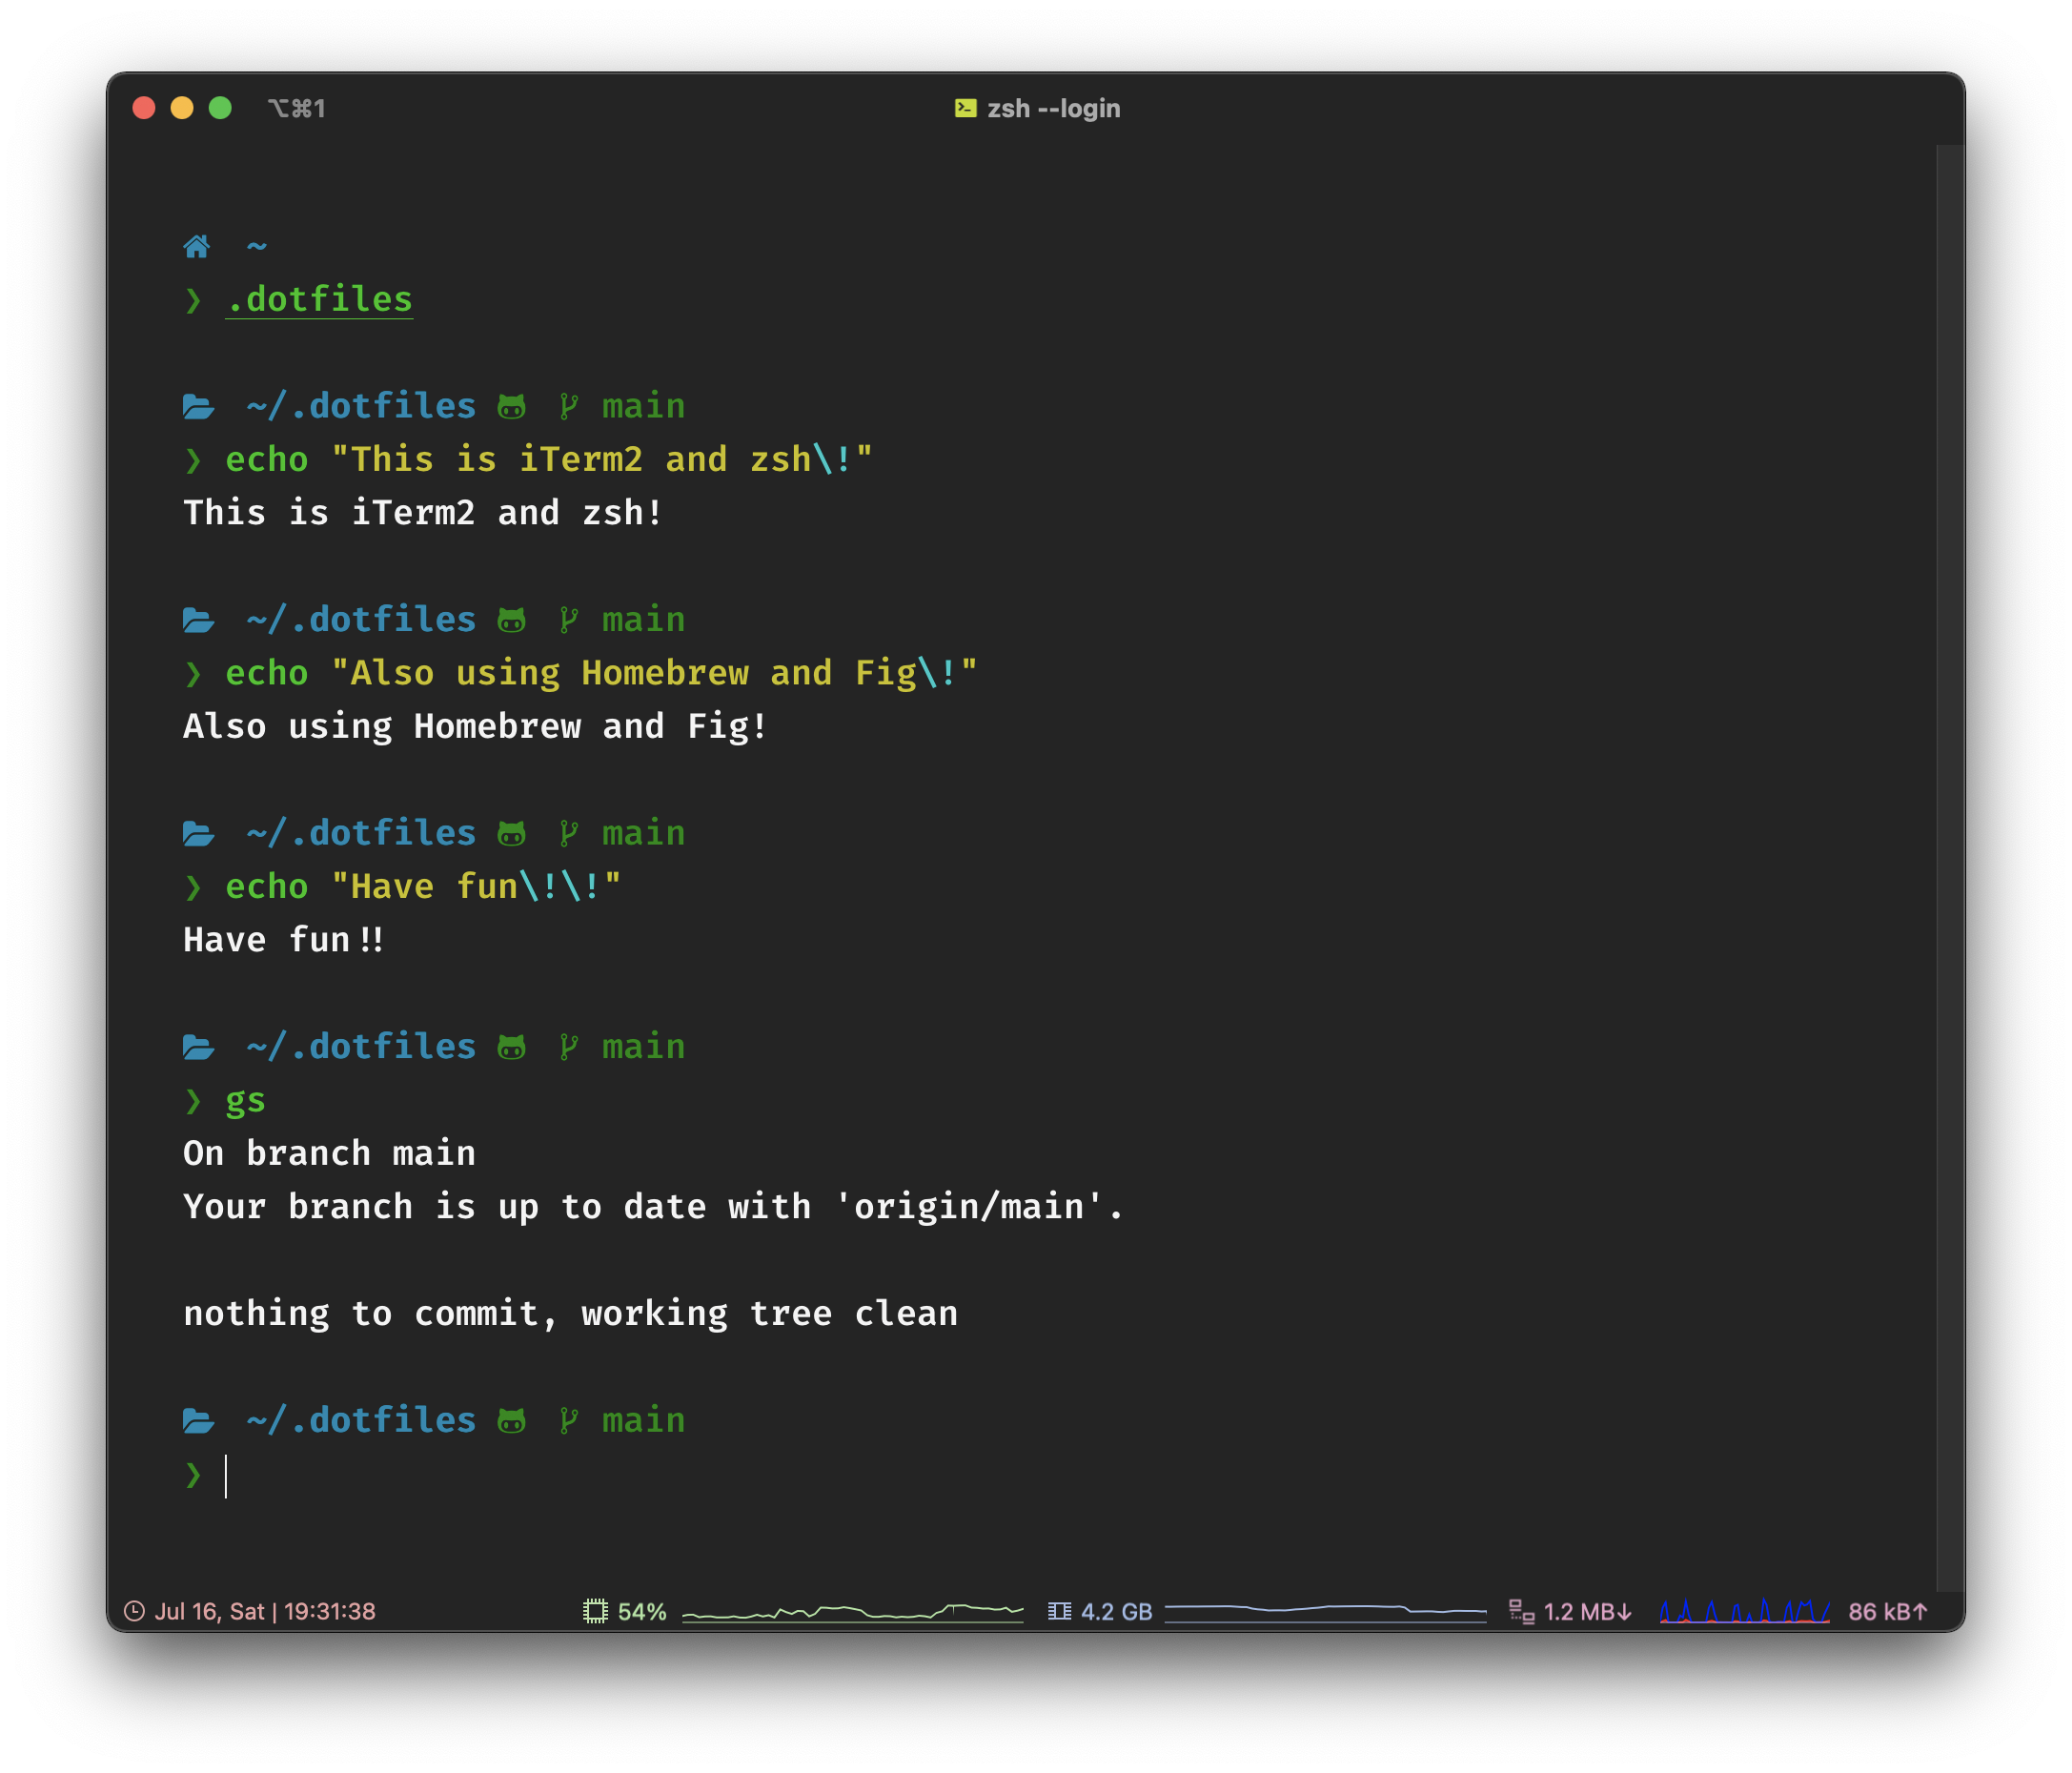 ⌥⌘1 zsh --login
~
❯ .dotfiles
~/.dotfiles main
❯ echo "This is iTerm2 and zsh\!"
This is iTerm2 and zsh!
~/.dotfiles main
❯ echo "Also using Homebrew and Fig\!"
Also using Homebrew and Fig!
~/.dotfiles main
❯ echo "Have fun\!\!"
Have fun!!
~/.dotfiles main
❯ gs
On branch main
Your branch is up to date with 'origin/main'.
nothing to commit, working tree clean
~/.dotfiles main
❯
Jul 16, Sat | 19:31:38 54% 4.2 GB 1.2 MB↓ 86 kB↑